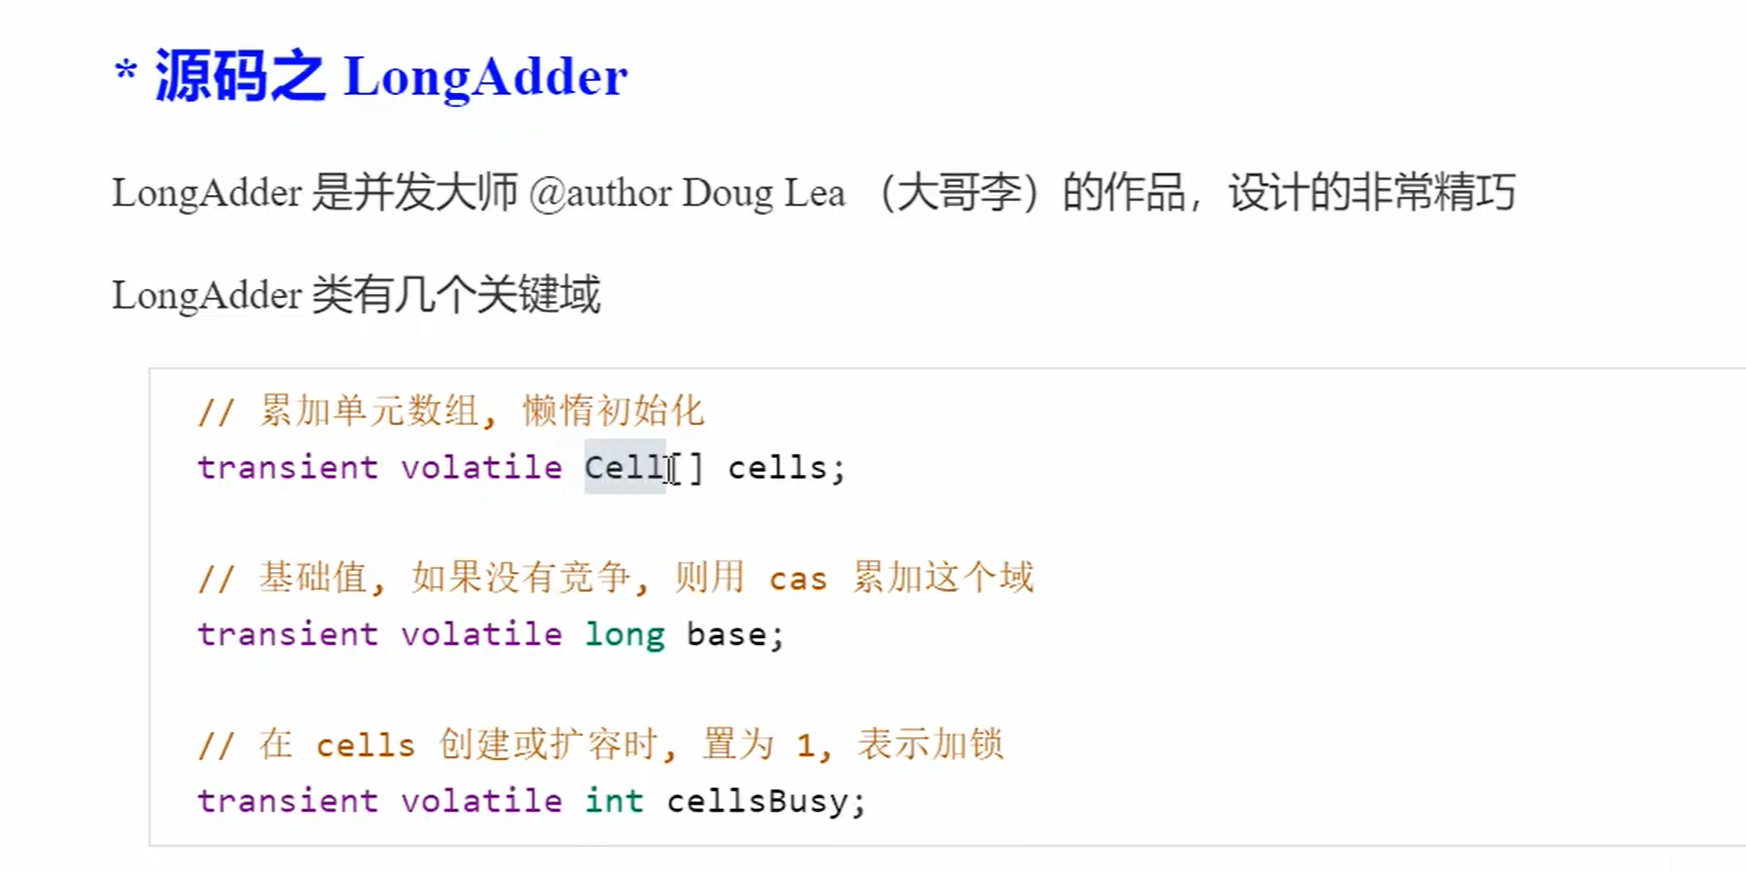 * 源码之 LongAdder
LongAdder 是并发大师 @author Doug Lea （大哥李）的作品，设计的非常精巧
LongAdder 类有几个关键域
// 累加单元数组, 懒惰初始化
transient volatile Cell[] cells;
// 基础值, 如果没有竞争, 则用 cas 累加这个域
transient volatile long base;
// 在 cells 创建或扩容时, 置为 1, 表示加锁
transient volatile int cellsBusy;